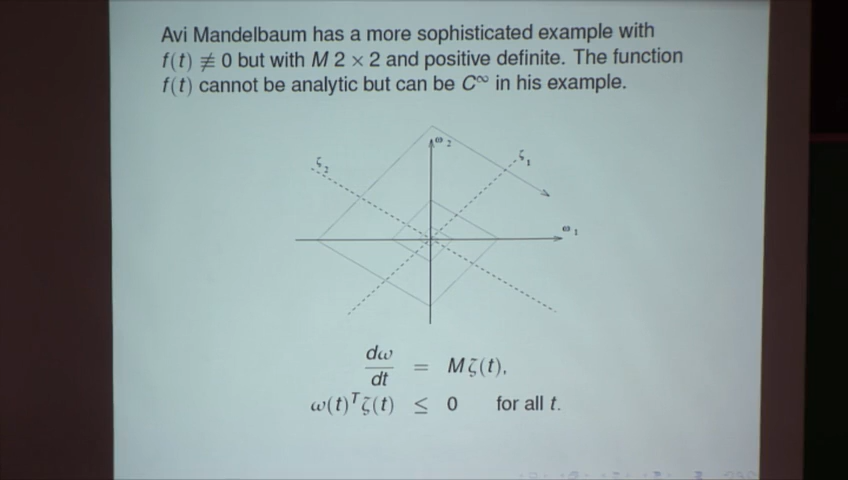 Avi Mandelbaum has a more sophisticated example with
f(t) ≢ 0 but with M 2 × 2 and positive definite. The function
f(t) cannot be analytic but can be C^∞ in his example.
ω₂
ζ₁
ζ₂
ω₁
dω/dt = Mζ(t),
ω(t)ᵀζ(t) ≤ 0 for all t.